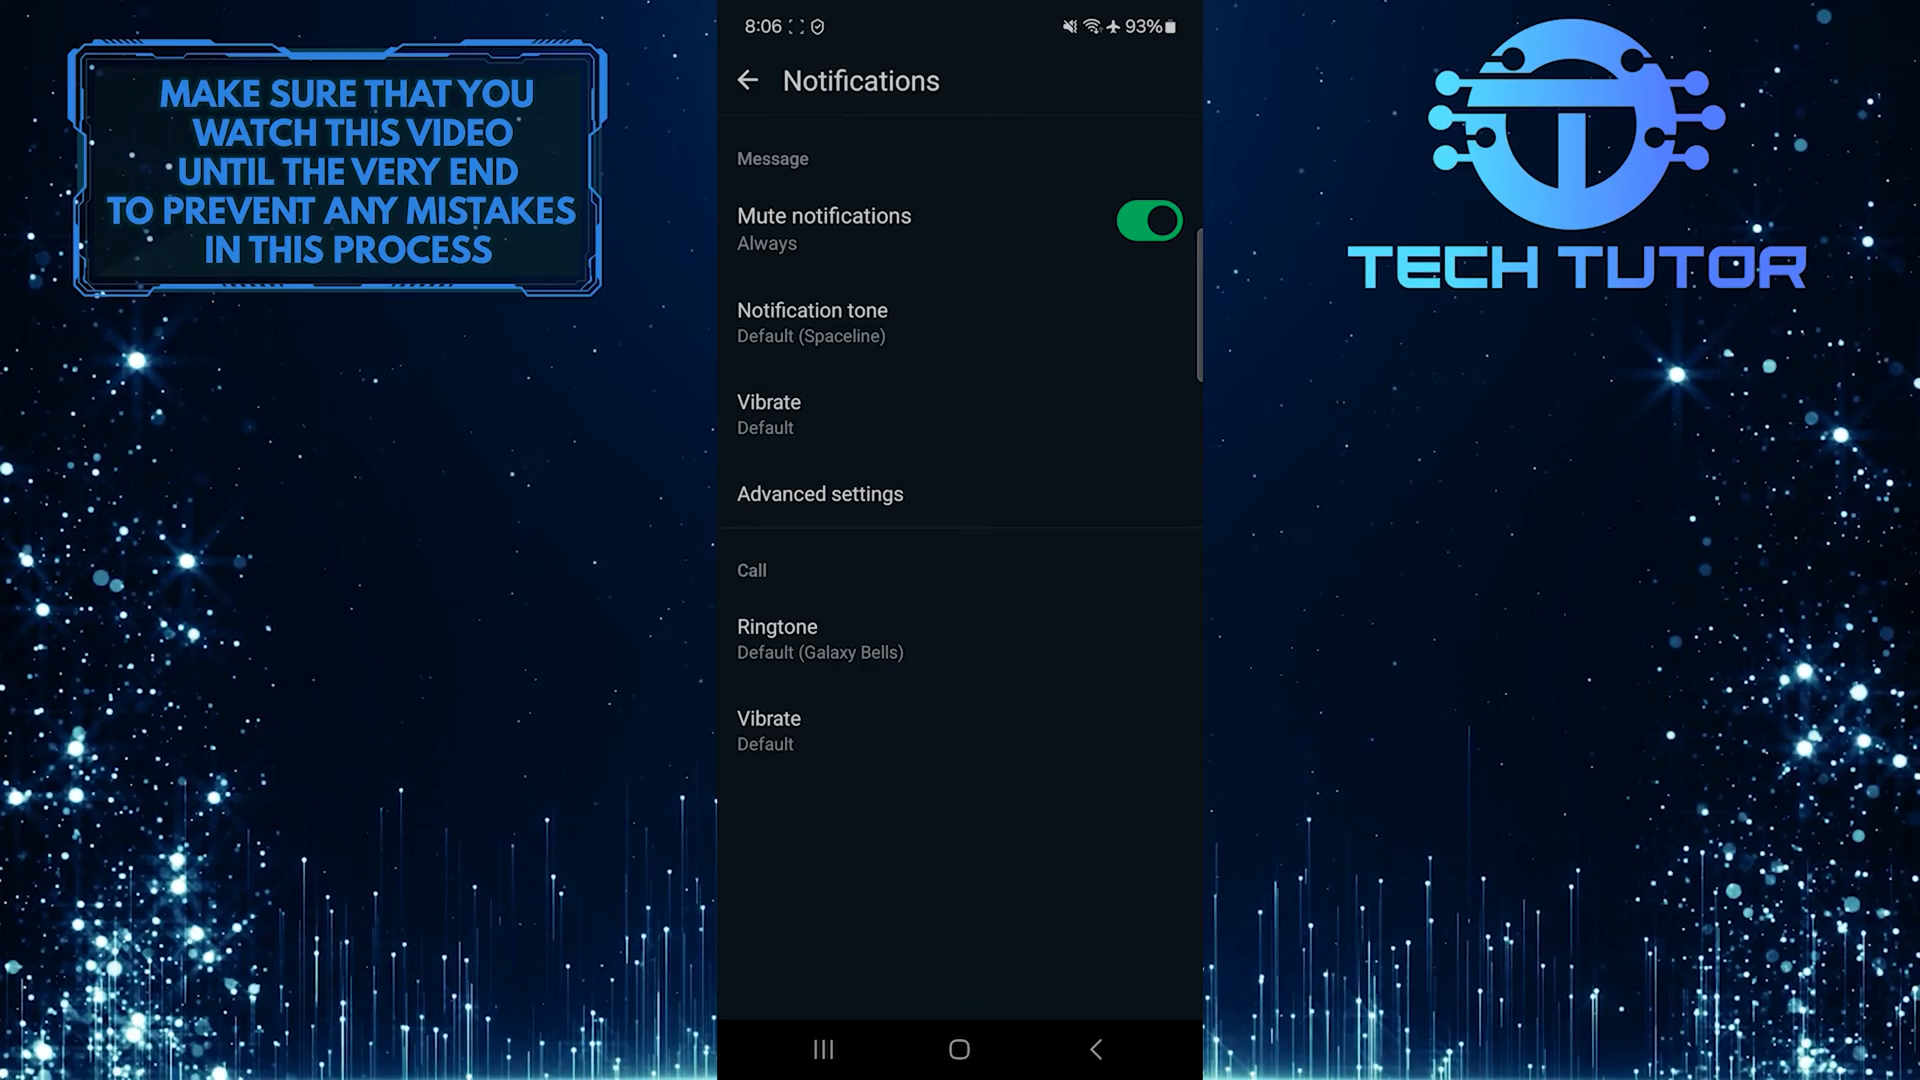 MAKE SURE THAT YOU
WATCH THIS VIDEO
UNTIL THE VERY END
TO PREVENT ANY MISTAKES
IN THIS PROCESS
8:06
93%
Notifications
Message
Mute notifications
Always
Notification tone
Default (Spaceline)
Vibrate
Default
Advanced settings
Call
Ringtone
Default (Galaxy Bells)
Vibrate
Default
TECH TUTOR